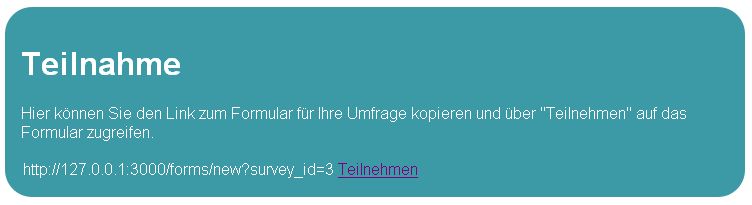 Teilnahme
Hier können Sie den Link zum Formular für Ihre Umfrage kopieren und über "Teilnehmen" auf das
Formular zugreifen.
http://127.0.0.1:3000/forms/new?survey_id=3 Teilnehmen